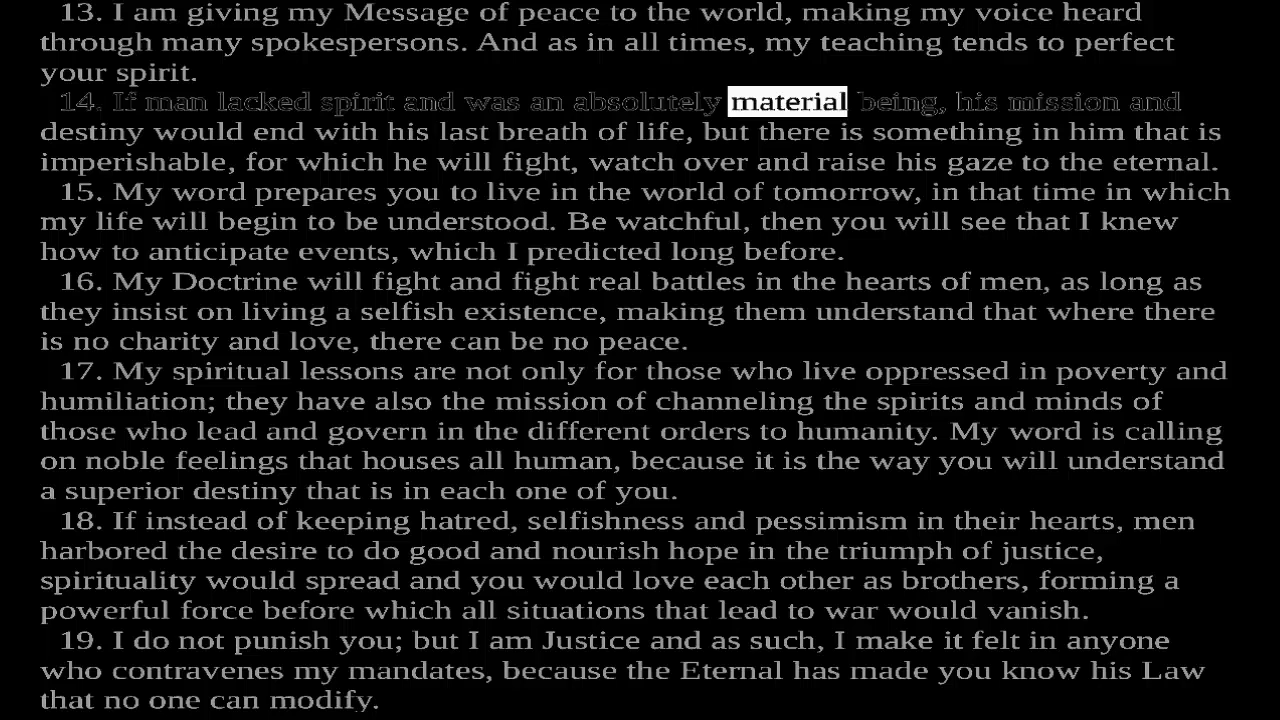 13. I am giving my Message of peace to the world, making my voice heard
through many spokespersons. And as in all times, my teaching tends to perfect
your spirit.
14. If man lacked spirit and was an absolutely material being, his mission and
destiny would end with his last breath of life, but there is something in him that is
imperishable, for which he will fight, watch over and raise his gaze to the eternal.
15. My word prepares you to live in the world of tomorrow, in that time in which
my life will begin to be understood. Be watchful, then you will see that I knew
how to anticipate events, which I predicted long before.
16. My Doctrine will fight and fight real battles in the hearts of men, as long as
they insist on living a selfish existence, making them understand that where there
is no charity and love, there can be no peace.
17. My spiritual lessons are not only for those who live oppressed in poverty and
humiliation; they have also the mission of channeling the spirits and minds of
those who lead and govern in the different orders to humanity. My word is calling
on noble feelings that houses all human, because it is the way you will understand
a superior destiny that is in each one of you.
18. If instead of keeping hatred, selfishness and pessimism in their hearts, men
harbored the desire to do good and nourish hope in the triumph of justice,
spirituality would spread and you would love each other as brothers, forming a
powerful force before which all situations that lead to war would vanish.
19. I do not punish you; but I am Justice and as such, I make it felt in anyone
who contravenes my mandates, because the Eternal has made you know his Law
that no one can modify.